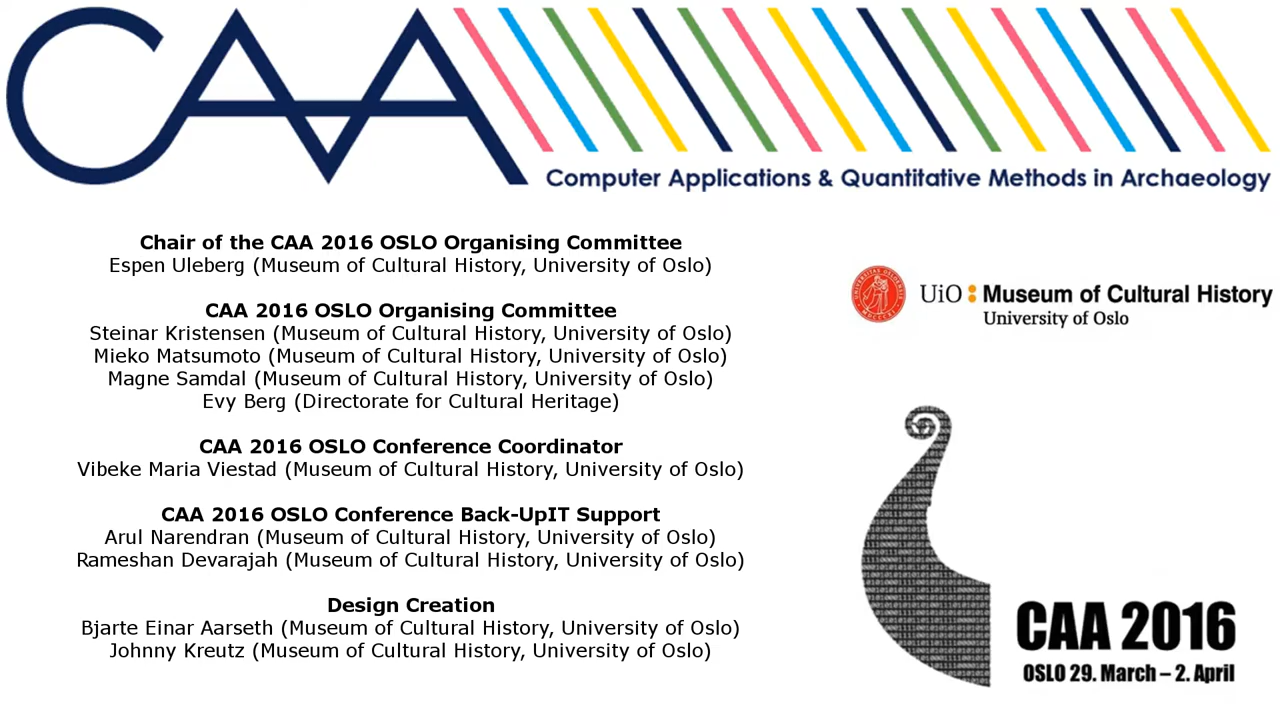 CAA
Computer Applications & Quantitative Methods in Archaeology
Chair of the CAA 2016 OSLO Organising Committee
Espen Uleberg (Museum of Cultural History, University of Oslo)
CAA 2016 OSLO Organising Committee
Steinar Kristensen (Museum of Cultural History, University of Oslo)
Mieko Matsumoto (Museum of Cultural History, University of Oslo)
Magne Samdal (Museum of Cultural History, University of Oslo)
Evy Berg (Directorate for Cultural Heritage)
CAA 2016 OSLO Conference Coordinator
Vibeke Maria Viestad (Museum of Cultural History, University of Oslo)
CAA 2016 OSLO Conference Back-UpIT Support
Arul Narendran (Museum of Cultural History, University of Oslo)
Rameshan Devarajah (Museum of Cultural History, University of Oslo)
Design Creation
Bjarte Einar Aarseth (Museum of Cultural History, University of Oslo)
Johnny Kreutz (Museum of Cultural History, University of Oslo)
UNIVERSITAS OSLOENSIS
MDCCCXI
UiO : Museum of Cultural History
University of Oslo
CAA 2016
OSLO 29. March – 2. April